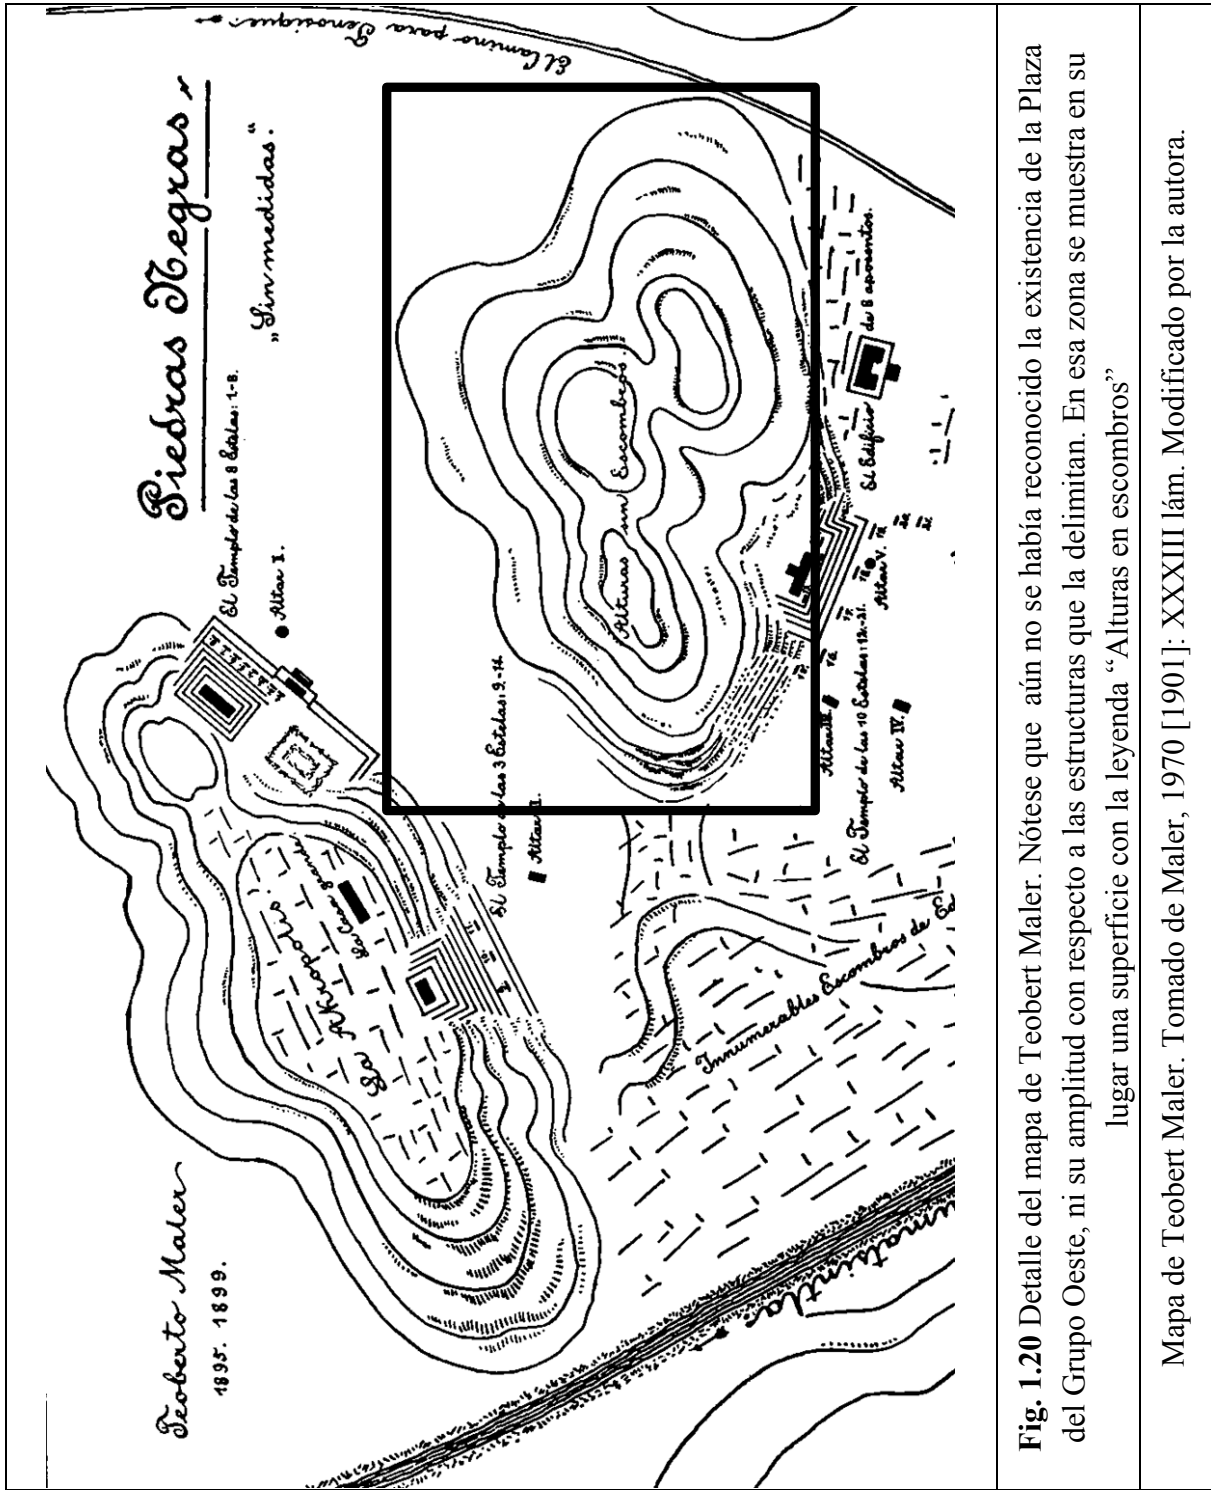 Teoberto Maler
1895. 1899.
Piedras Negras
„Sin medidas.“
El Templo de las 8 Estelas: 1-8.
Altar I.
El Camino para Tenosique
La Akropolis.
La Casa grande
El Templo de las 3 Estelas: 9.-11.
Altar II.
Alturas sin Escombros.
El Edificio de 8 aposentos.
Altar III.
El Templo de las 10 Estelas: 12.-21.
Altar IV.
Altar V.
Innumerables Escombros de Ed
umatsintla
Fig. 1.20 Detalle del mapa de Teobert Maler. Nótese que aún no se había reconocido la existencia de la Plaza
del Grupo Oeste, ni su amplitud con respecto a las estructuras que la delimitan. En esa zona se muestra en su
lugar una superficie con la leyenda “Alturas en escombros”
Mapa de Teobert Maler. Tomado de Maler, 1970 [1901]: XXXIII lám. Modificado por la autora.